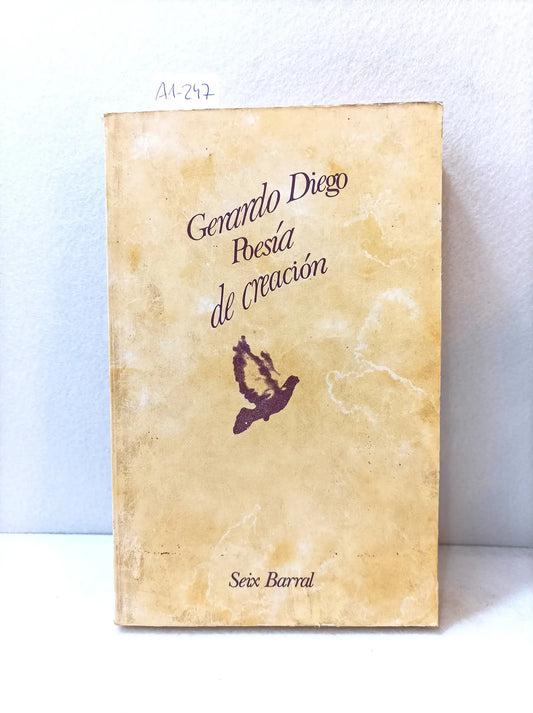 A1-247
Gerardo Diego
Poesía
de creación
Seix Barral